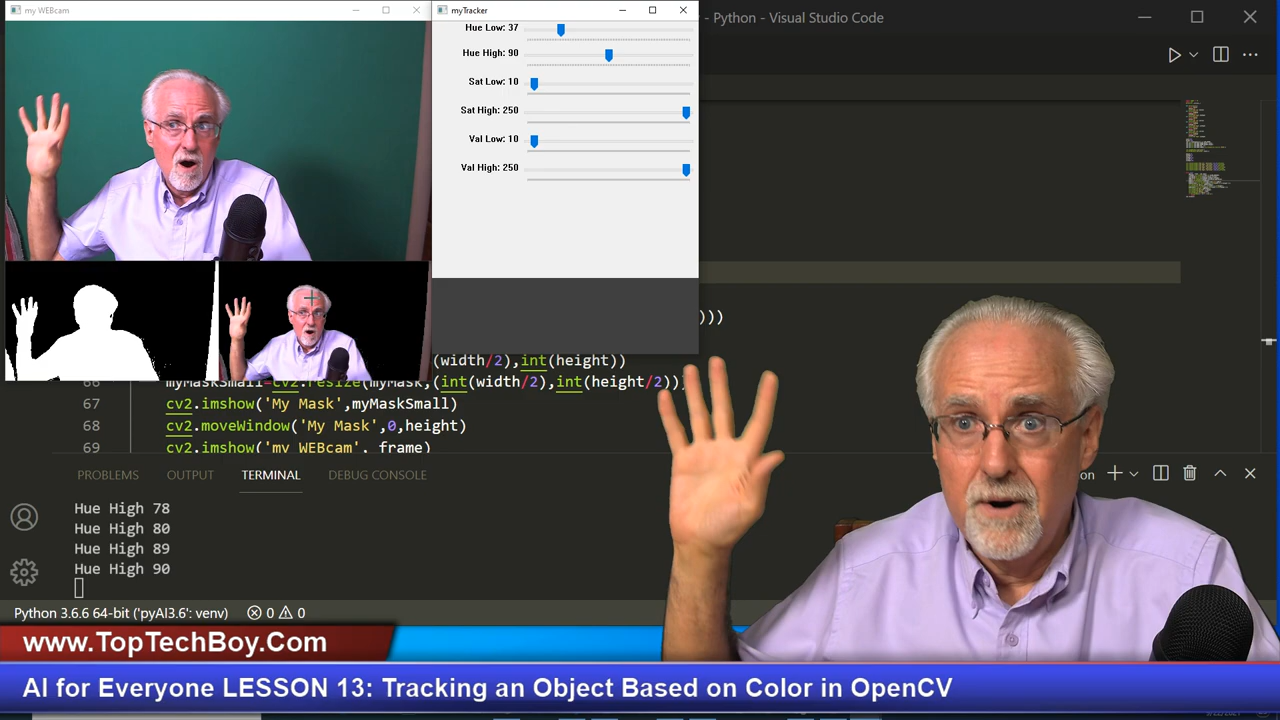 my WEBcam
myTracker
- Python - Visual Studio Code
Hue Low: 37
Hue High: 90
Sat Low: 10
Sat High: 250
Val Low: 10
Val High: 250
)))
(width/2),int(height))
66 myMaskSmall=cv2.resize(myMask,(int(width/2),int(height/2))
67 cv2.imshow('My Mask',myMaskSmall)
68 cv2.moveWindow('My Mask',0,height)
69 cv2.imshow('my WEBcam', frame)
PROBLEMS OUTPUT TERMINAL DEBUG CONSOLE
on
Hue High 78
Hue High 80
Hue High 89
Hue High 90
Python 3.6.6 64-bit ('pyAI3.6': venv) 0 0
www.TopTechBoy.Com
AI for Everyone LESSON 13: Tracking an Object Based on Color in OpenCV